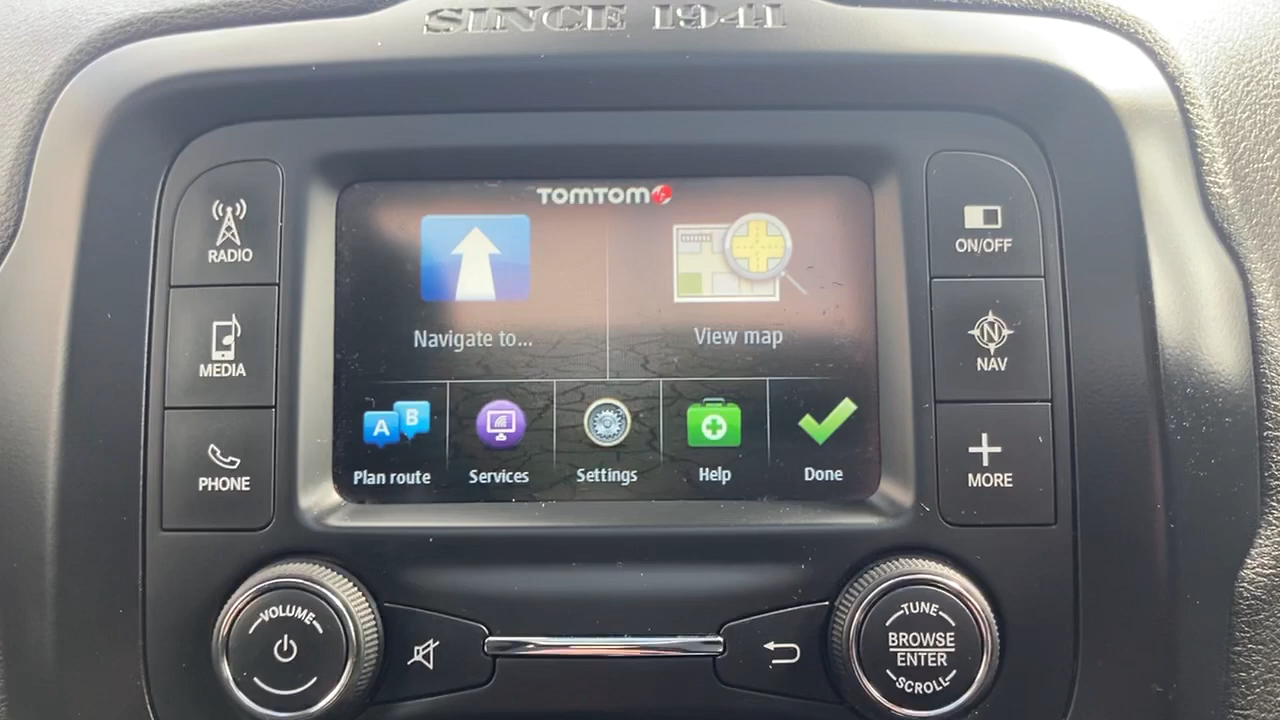 SINCE 1941
TOMTOM
RADIO
MEDIA
PHONE
Navigate to...
View map
A B
Plan route
Services
Settings
Help
Done
ON/OFF
N
NAV
MORE
VOLUME
TUNE
BROWSE
ENTER
SCROLL